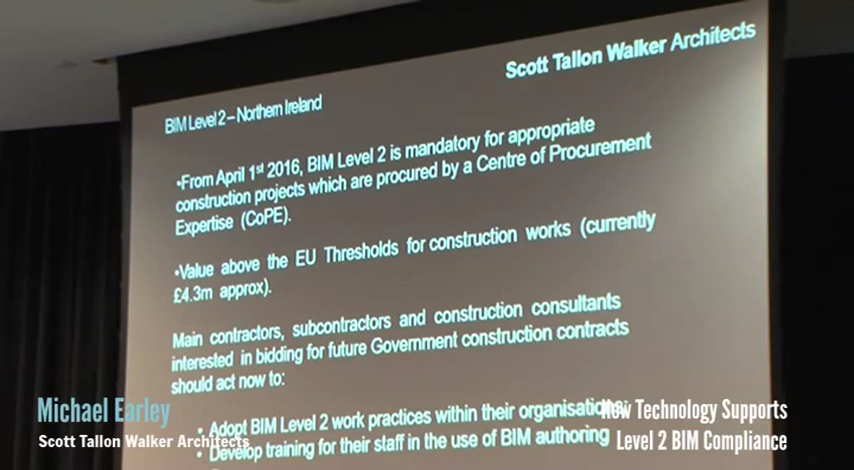 Scott Tallon Walker Architects
BIM Level 2 – Northern Ireland
•From April 1st 2016, BIM Level 2 is mandatory for appropriate
construction projects which are procured by a Centre of Procurement
Expertise (CoPE).
•Value above the EU Thresholds for construction works (currently
£4.3m approx).
Main contractors, subcontractors and construction consultants
interested in bidding for future Government construction contracts
should act now to:
• Adopt BIM Level 2 work practices within their organisations;
• Develop training for their staff in the use of BIM authoring
Michael Earley
Scott Tallon Walker Architects
New Technology Supports
Level 2 BIM Compliance